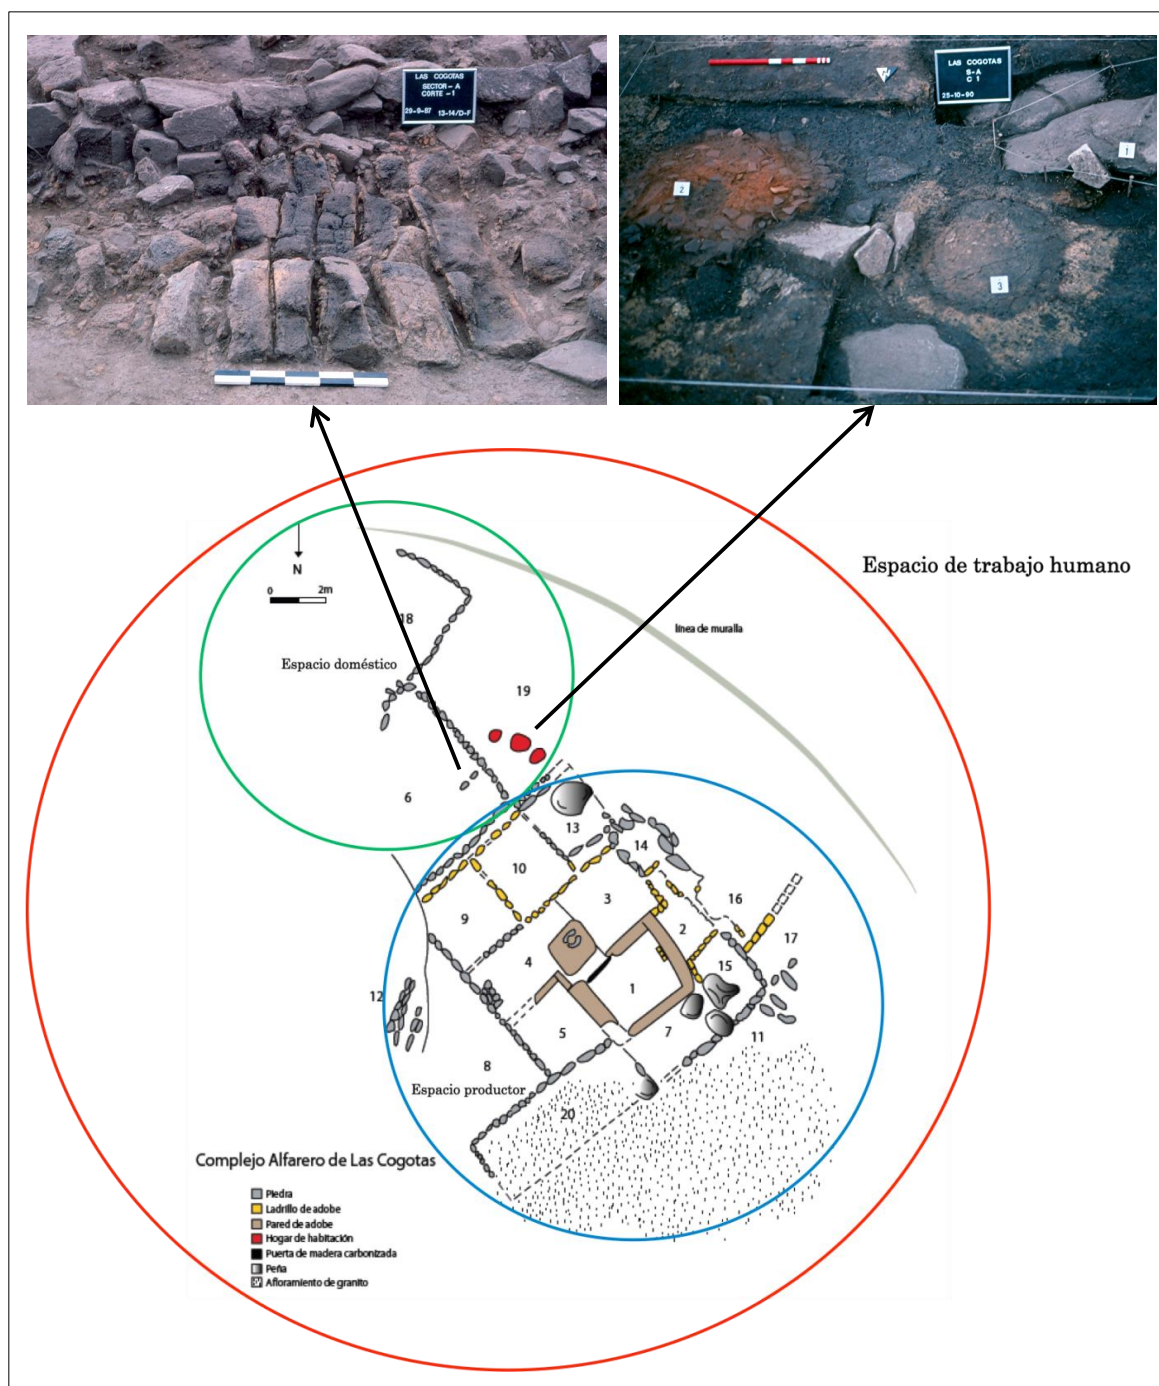 LAS COGOTAS
SECTOR-A
CORTE-1
29-9-87 13-14/D-F
LAS COGOTAS
S-A
C 1
25-10-90
1
2
3
Espacio de trabajo humano
N
0 2m
línea de muralla
18
Espacio doméstico
19
6
13
14
10
3
16
9
2
17
4
15
12
1
5
7
11
8
Espacio productor
20
Complejo Alfarero de Las Cogotas
Piedra
Ladrillo de adobe
Pared de adobe
Hogar de habitación
Puerta de madera carbonizada
Peña
Afloramiento de granito